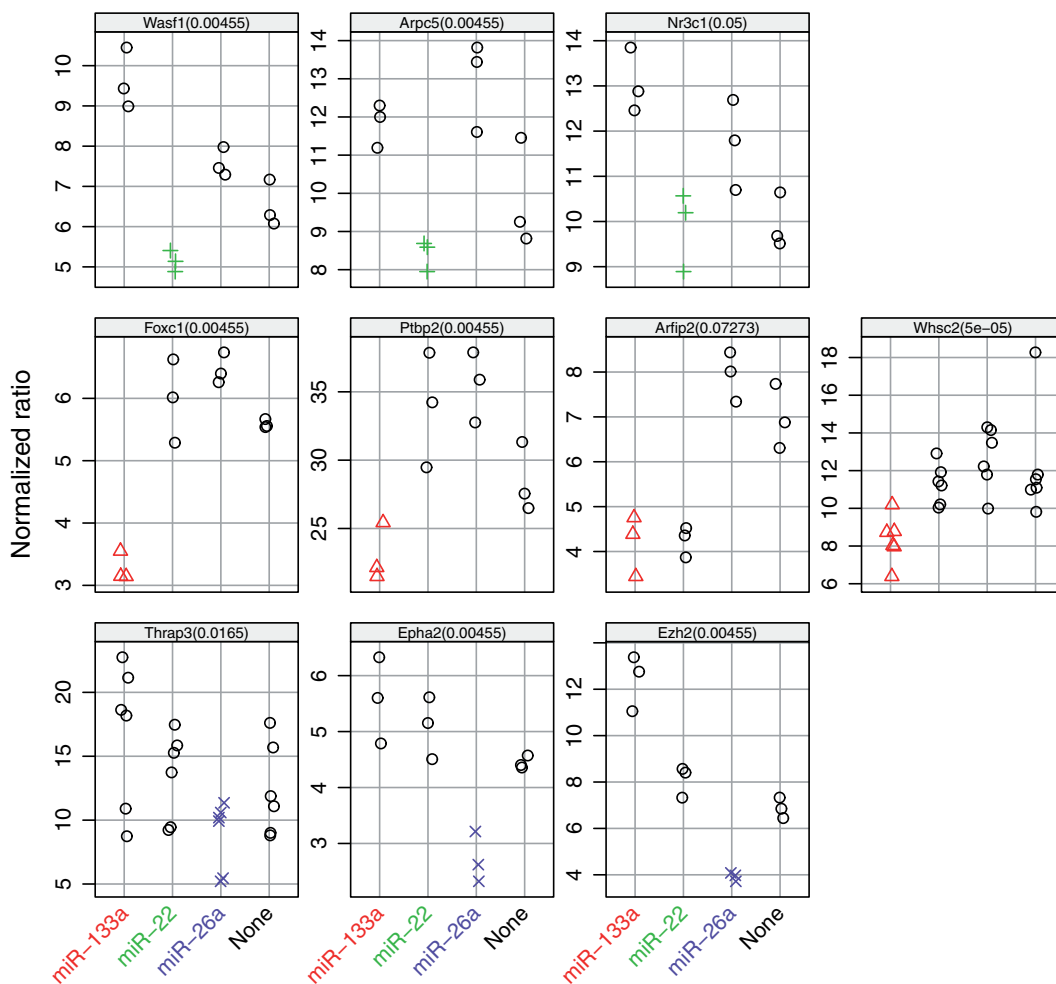 Wasf1(0.00455)
Arpc5(0.00455)
Nr3c1(0.05)
10
9
8
7
6
5
14
13
12
11
10
9
8
14
13
12
11
10
9
Normalized ratio
Foxc1(0.00455)
Ptbp2(0.00455)
Arfip2(0.07273)
Whsc2(5e−05)
6
5
4
3
35
30
25
8
7
6
5
4
18
16
14
12
10
8
6
Thrap3(0.0165)
Epha2(0.00455)
Ezh2(0.00455)
20
15
10
5
6
5
4
3
12
10
8
6
4
miR−133a
miR−22
miR−26a
None
miR−133a
miR−22
miR−26a
None
miR−133a
miR−22
miR−26a
None